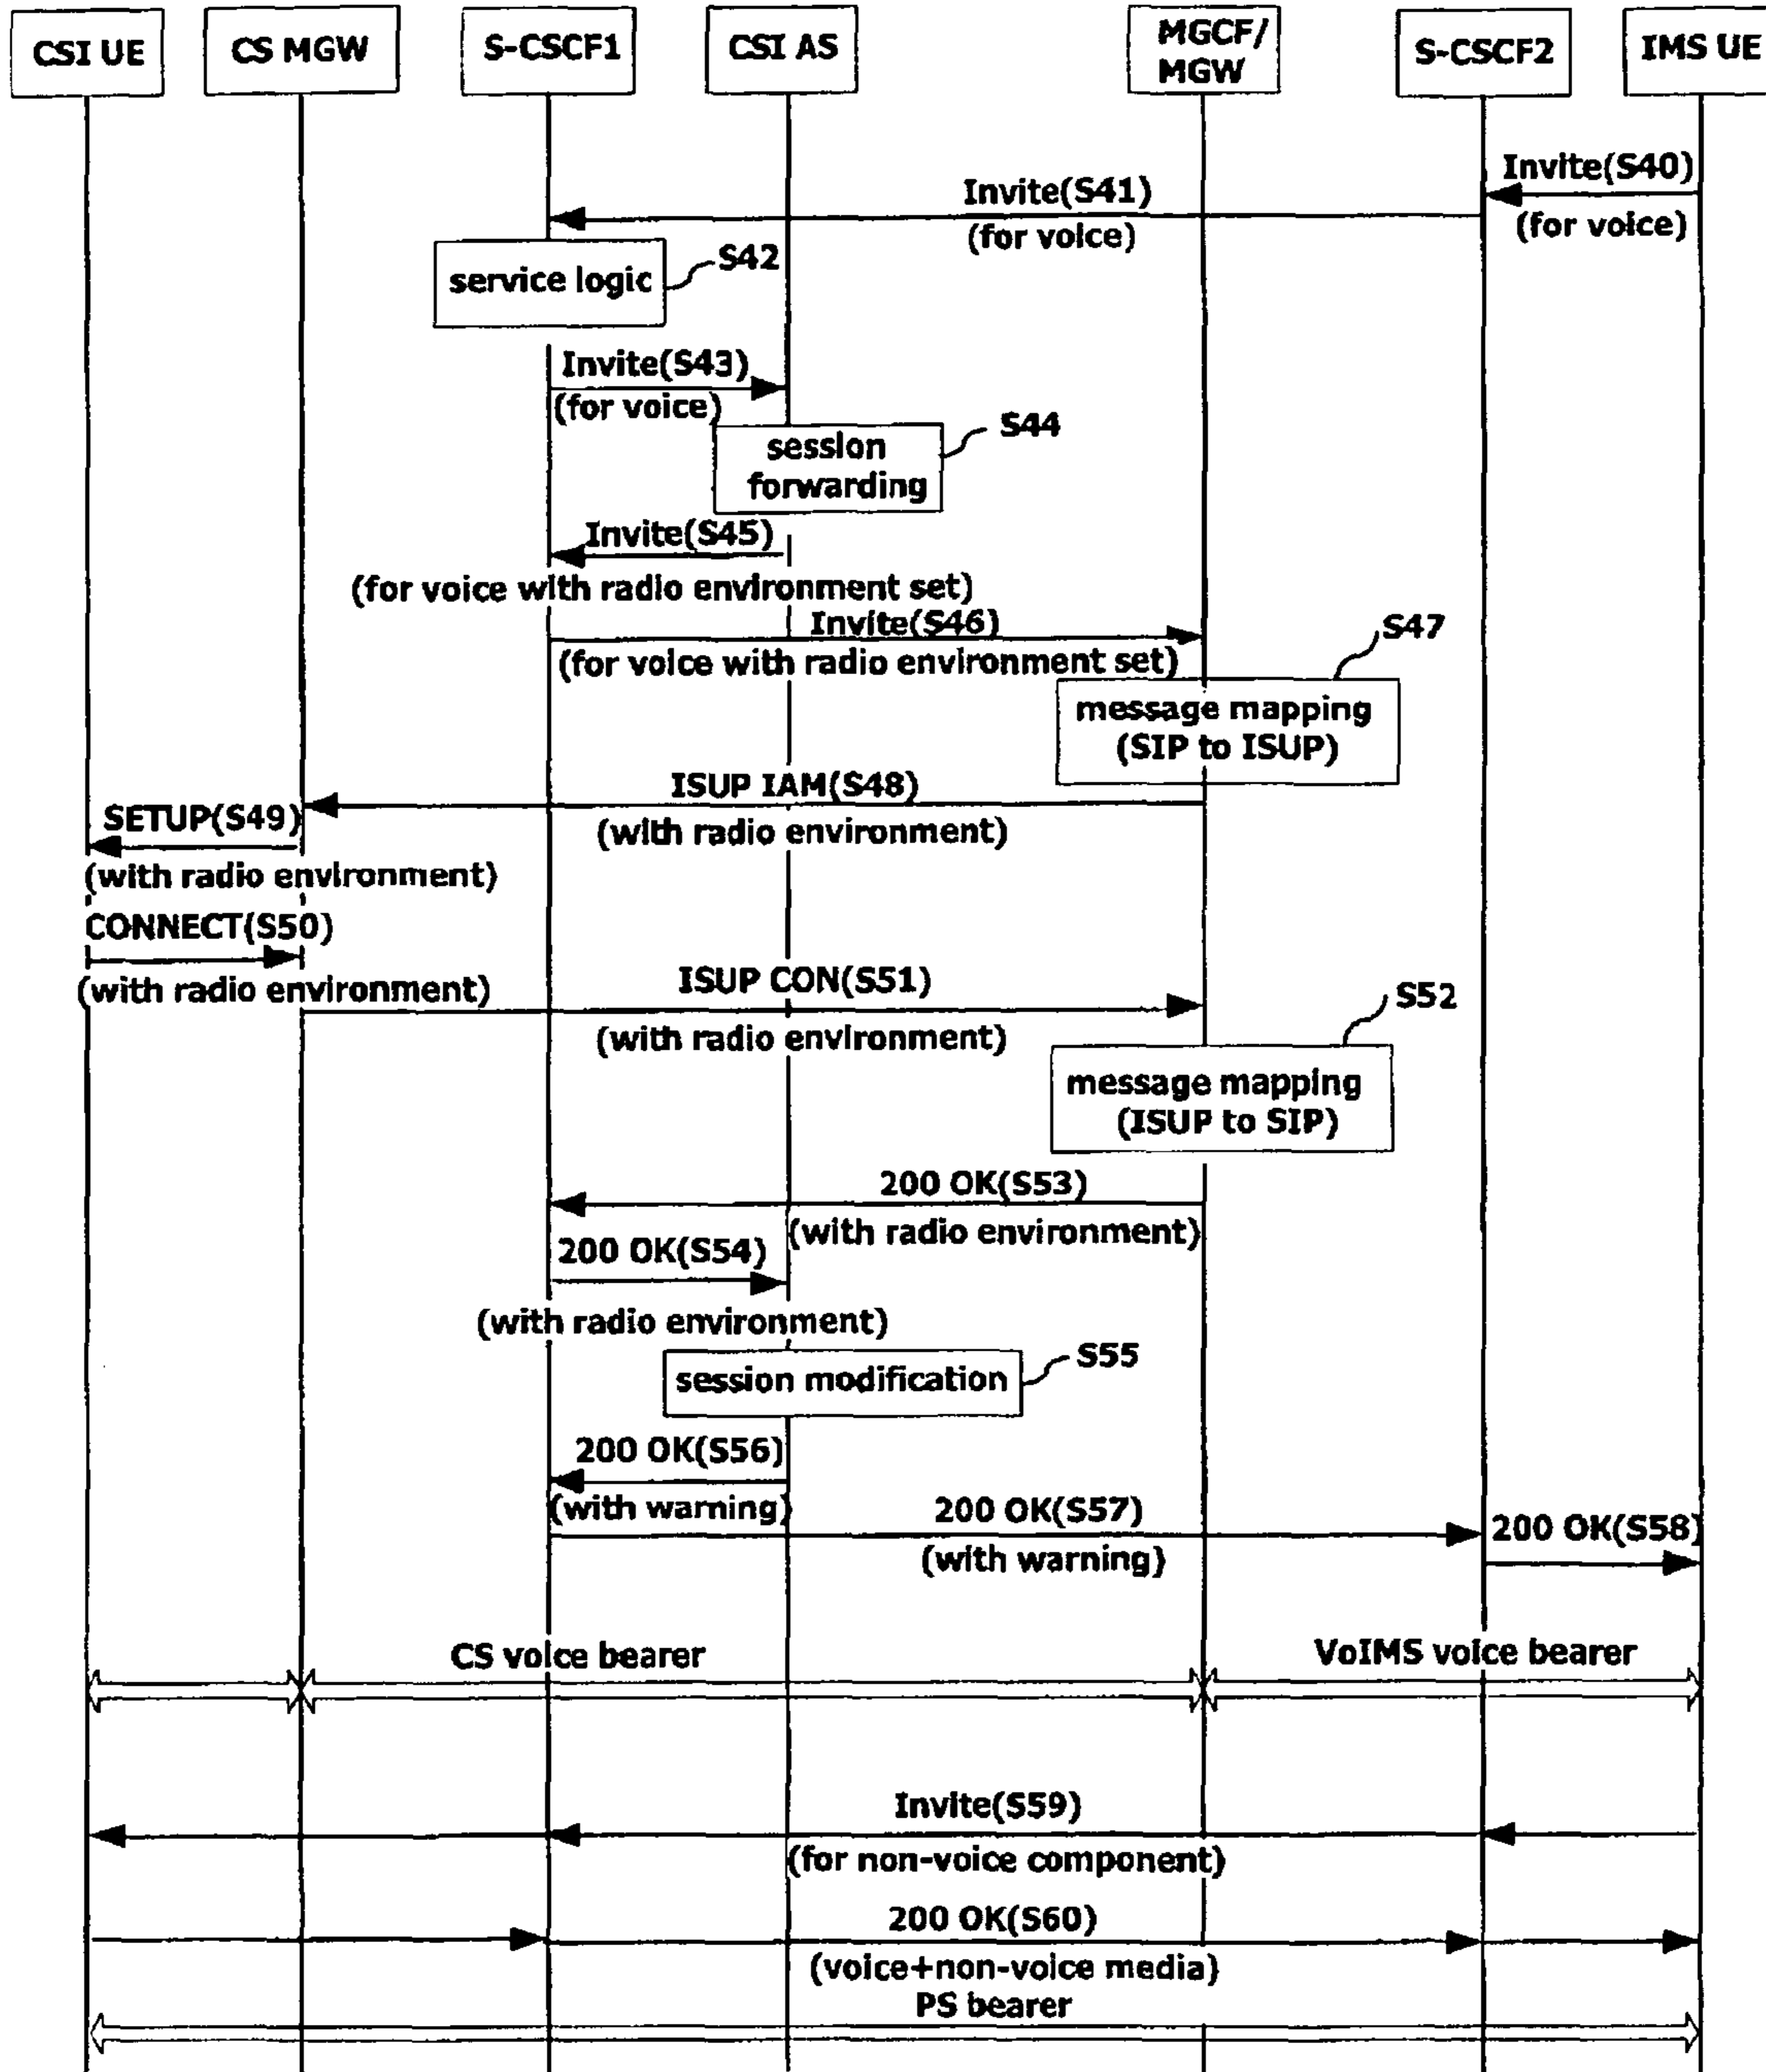 CSI UE
CS MGW
S-CSCF1
CSI AS
MGCF/
MGW
S-CSCF2
IMS UE
Invite(S40)
(for voice)
Invite(S41)
(for voice)
service logic
S42
Invite(S43)
(for voice)
session
forwarding
S44
Invite(S45)
(for voice with radio environment set)
Invite(S46)
(for voice with radio environment set)
S47
message mapping
(SIP to ISUP)
ISUP IAM(S48)
(with radio environment)
SETUP(S49)
(with radio environment)
CONNECT(S50)
(with radio environment)
ISUP CON(S51)
(with radio environment)
S52
message mapping
(ISUP to SIP)
200 OK(S53)
(with radio environment)
200 OK(S54)
(with radio environment)
session modification
S55
200 OK(S56)
(with warning)
200 OK(S57)
(with warning)
200 OK(S58)
CS voice bearer
VoIMS voice bearer
Invite(S59)
(for non-voice component)
200 OK(S60)
(voice+non-voice media)
PS bearer